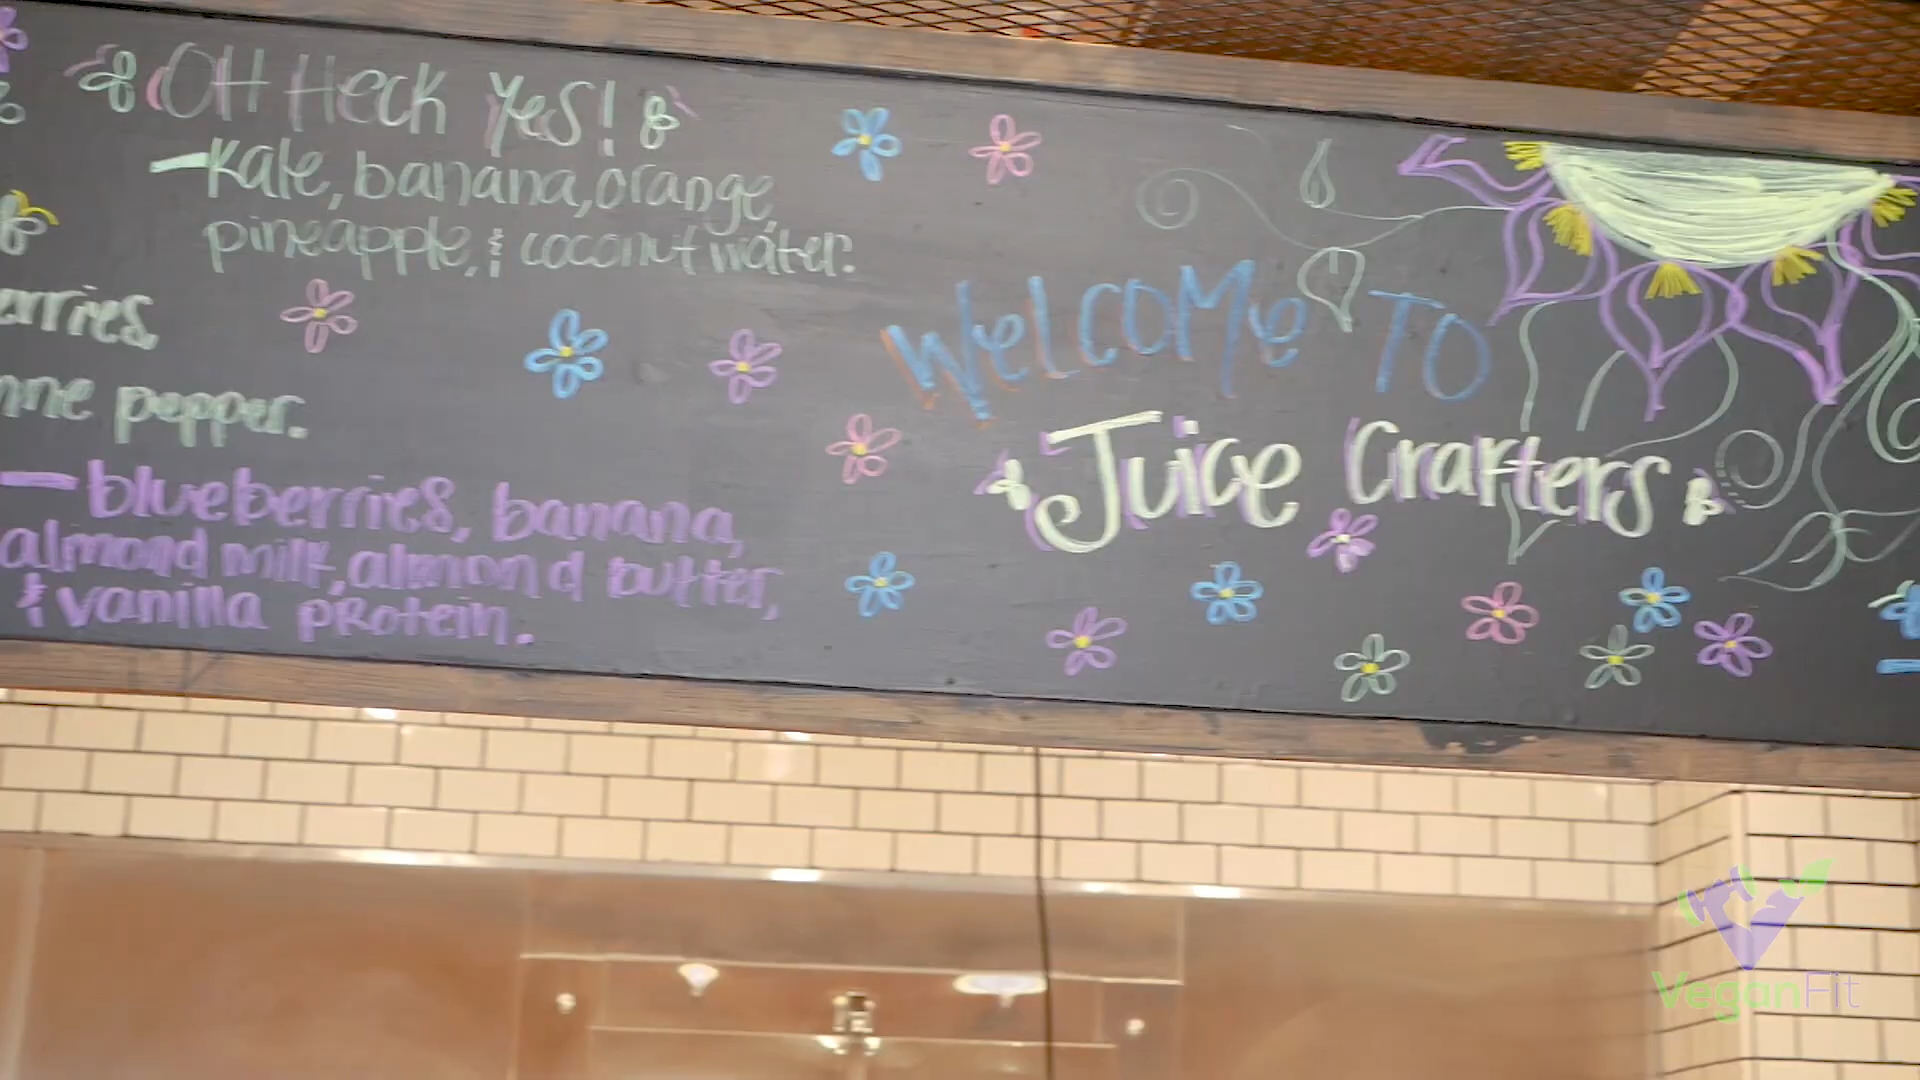 OH Heck Yes!
-Kale, banana, orange,
pineapple, & coconut water.
erries,
nne pepper.
- blueberries, banana,
almond milk, almond butter,
& vanilla protein.
Welcome To
Juice Crafters
VeganFit